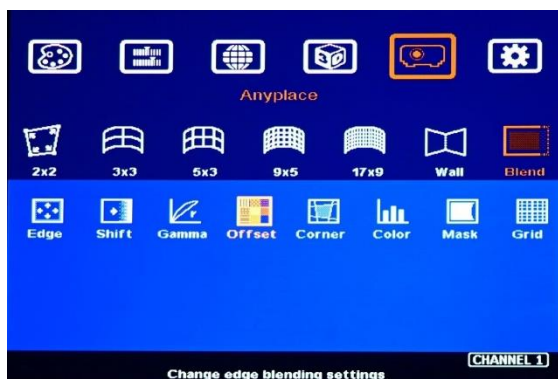 3D
Anyplace
2x2 3x3 5x3 9x5 17x9 Wall Blend
Edge Shift Gamma Offset Corner Color Mask Grid
CHANNEL 1
Change edge blending settings